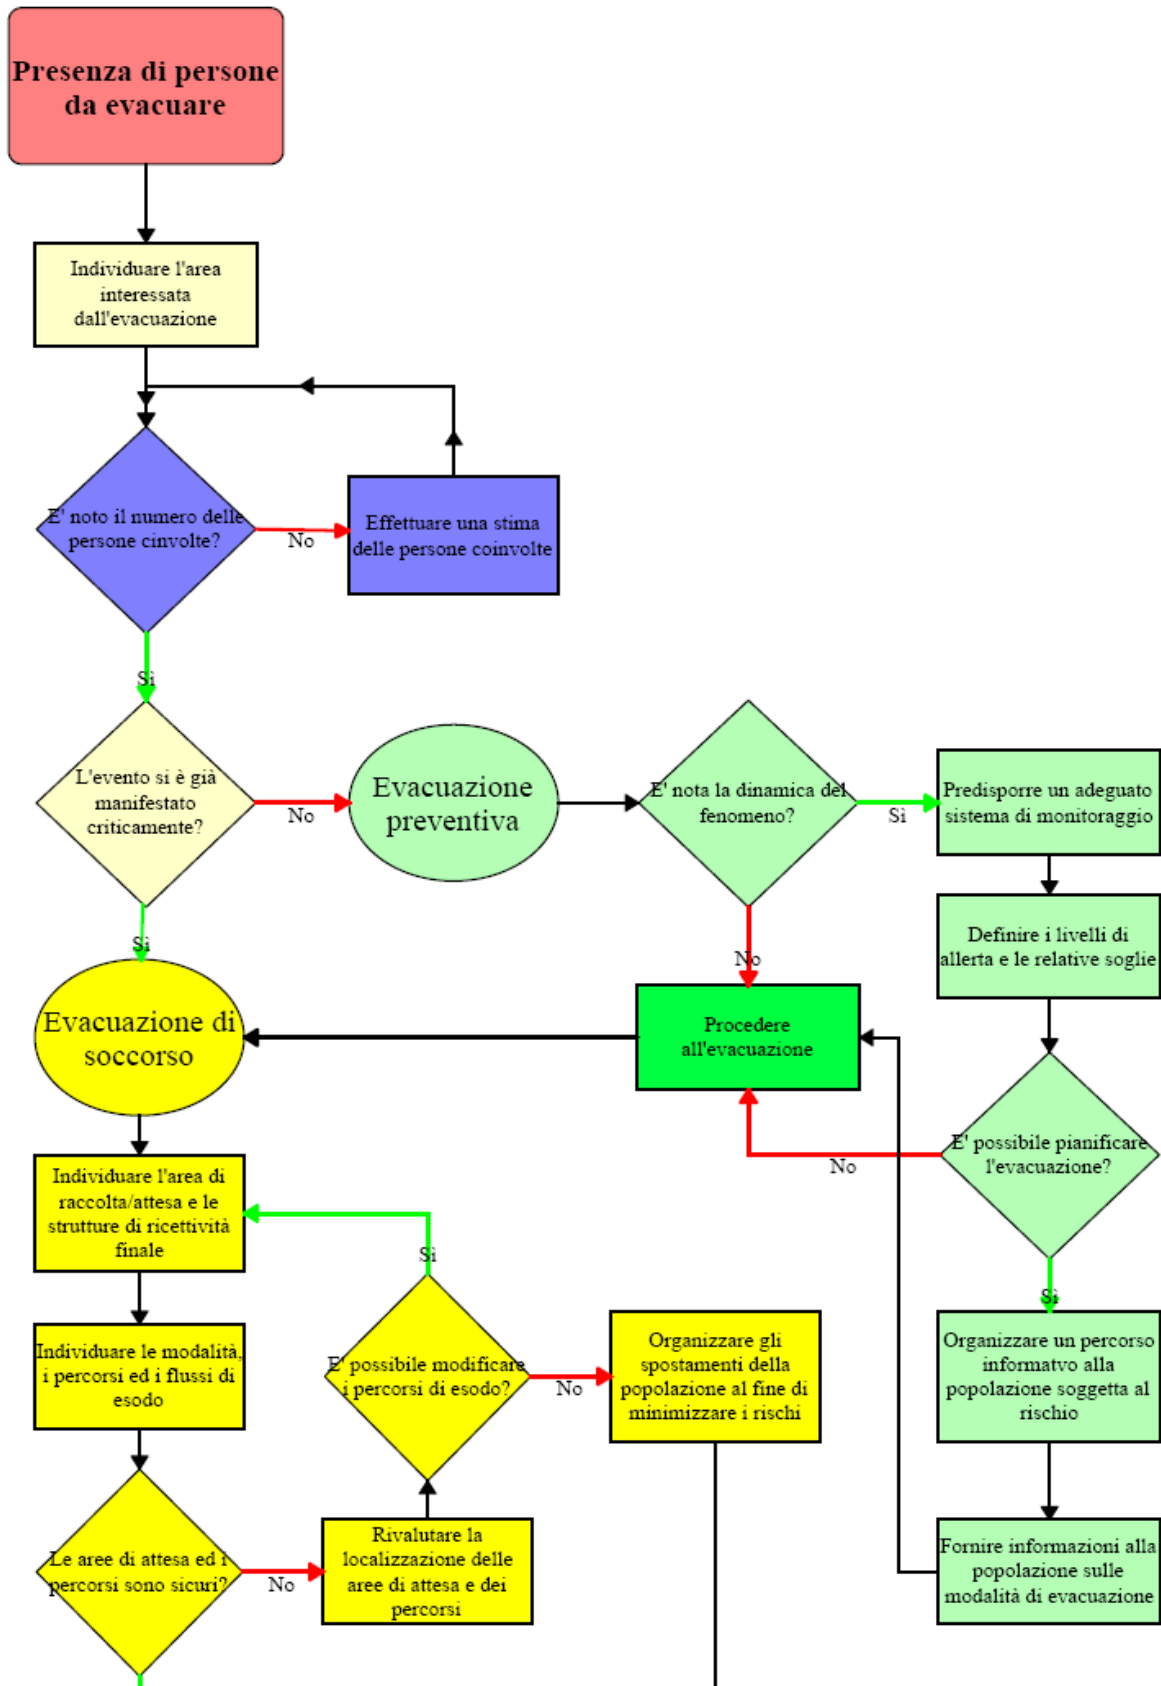 Presenza di persone
da evacuare
Individuare l'area
interessata
dall'evacuazione
E' noto il numero delle
persone cinvolte?
No
Effettuare una stima
delle persone coinvolte
Sì
L'evento si è già
manifestato
criticamente?
No
Evacuazione
preventiva
E' nota la dinamica del
fenomeno?
Sì
Predisporre un adeguato
sistema di monitoraggio
Definire i livelli di
allerta e le relative soglie
No
Sì
Evacuazione di
soccorso
Procedere
all'evacuazione
E' possibile pianificare
l'evacuazione?
No
Sì
Individuare l'area di
raccolta/attesa e le
strutture di ricettività
finale
Sì
Individuare le modalità,
i percorsi ed i flussi di
esodo
E' possibile modificare
i percorsi di esodo?
No
Organizzare gli
spostamenti della
popolazione al fine di
minimizzare i rischi
Organizzare un percorso
informatvo alla
popolazione soggetta al
rischio
Le aree di attesa ed i
percorsi sono sicuri?
No
Rivalutare la
localizzazione delle
aree di attesa e dei
percorsi
Fornire informazioni alla
popolazione sulle
modalità di evacuazione